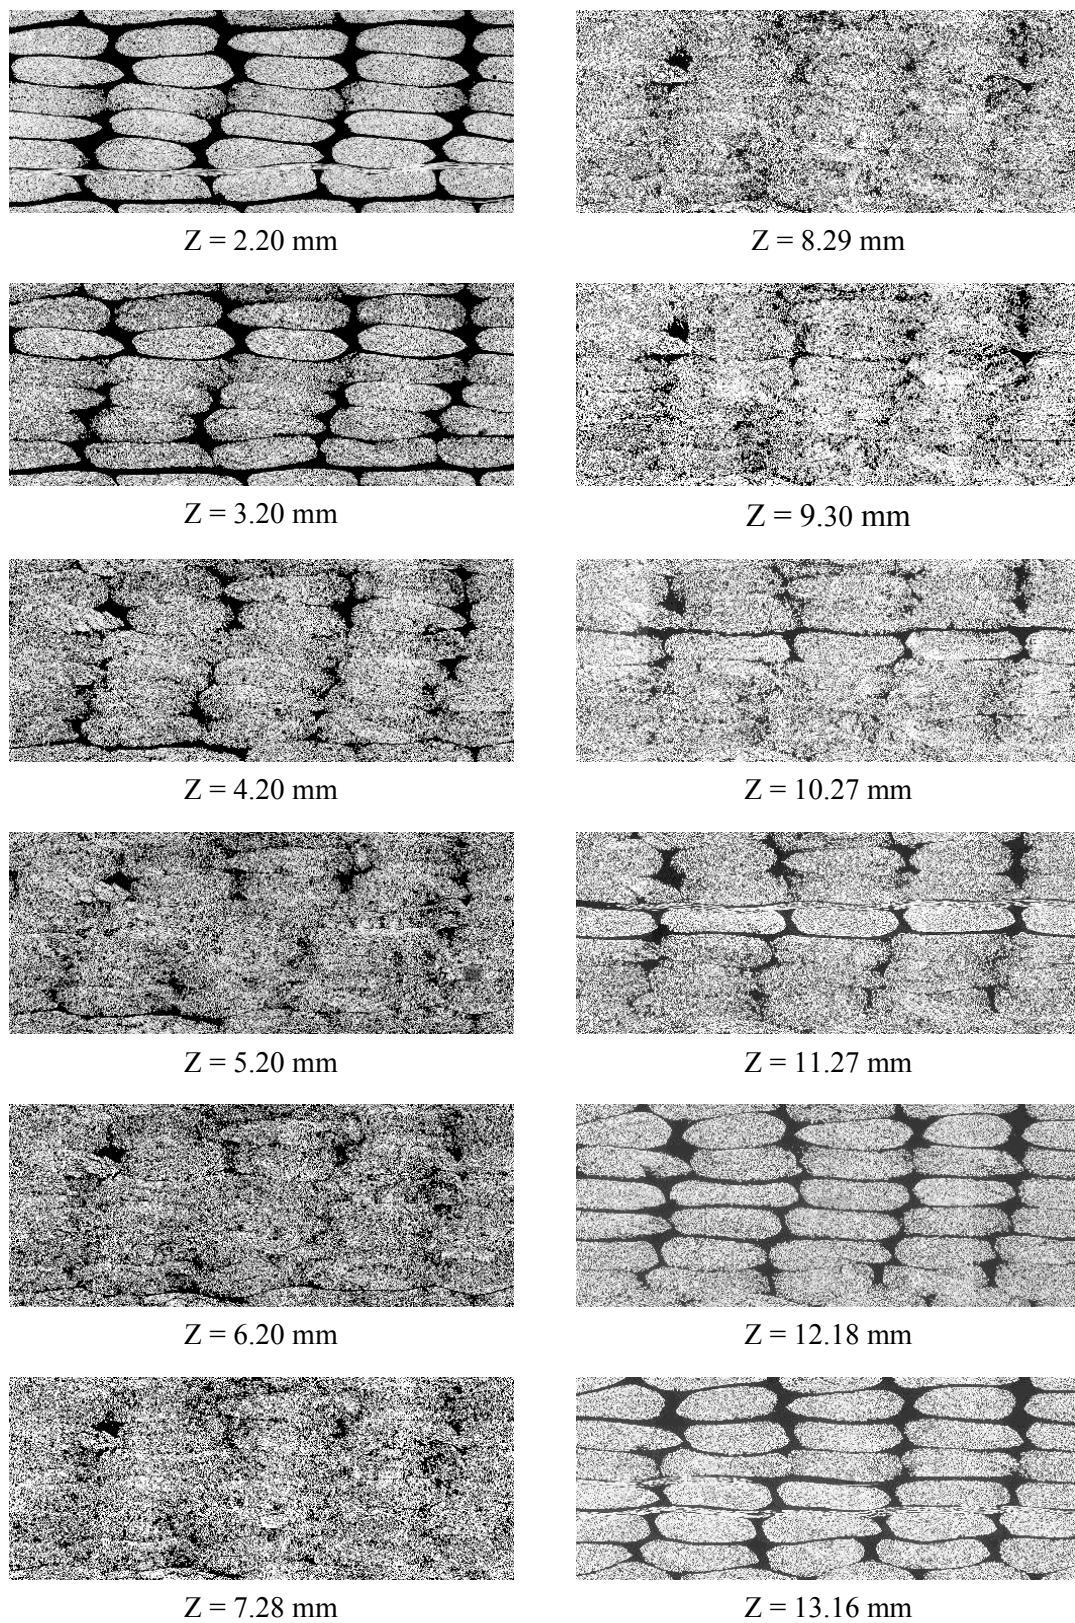 Z = 2.20 mm
Z = 8.29 mm
Z = 3.20 mm
Z = 9.30 mm
Z = 4.20 mm
Z = 10.27 mm
Z = 5.20 mm
Z = 11.27 mm
Z = 6.20 mm
Z = 12.18 mm
Z = 7.28 mm
Z = 13.16 mm